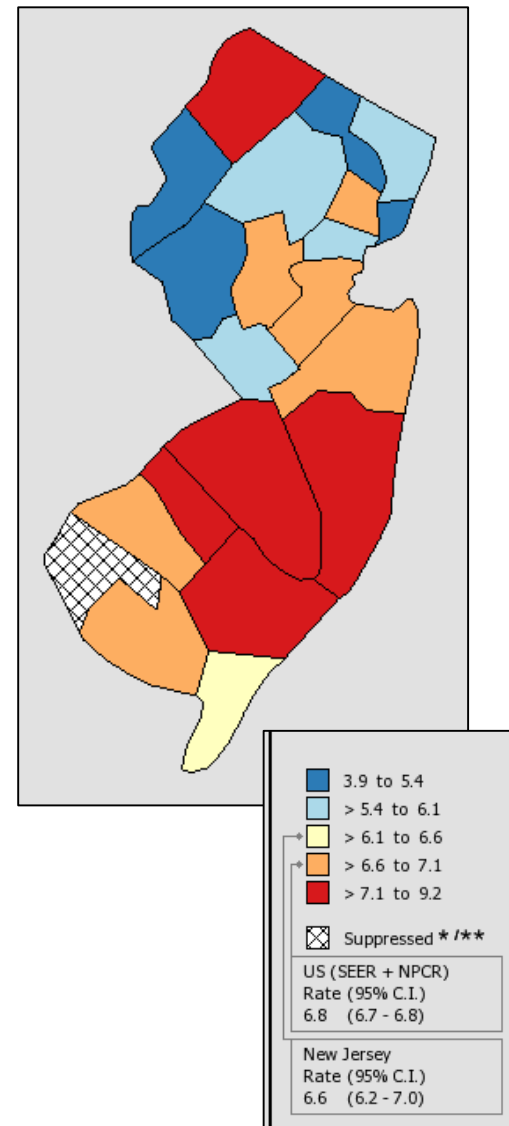 3.9 to 5.4
> 5.4 to 6.1
> 6.1 to 6.6
> 6.6 to 7.1
> 7.1 to 9.2
Suppressed */**
US (SEER + NPCR)
Rate (95% C.I.)
6.8 (6.7 - 6.8)
New Jersey
Rate (95% C.I.)
6.6 (6.2 - 7.0)